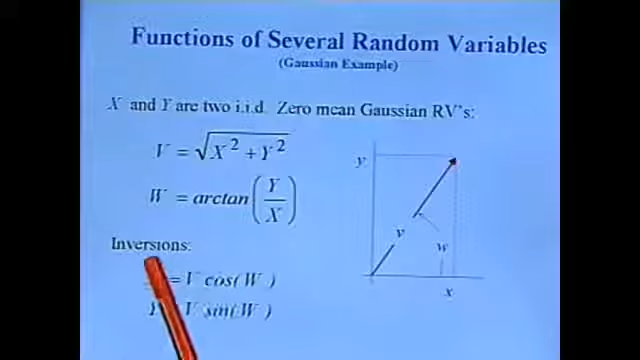 Functions of Several Random Variables
(Gaussian Example)
X and Y are two i.i.d. Zero mean Gaussian RV's:
V = √(X² + Y²)
W = arctan(Y/X)
Inversions:
= V cos(W)
Y = V sin(W)
y
v
w
x